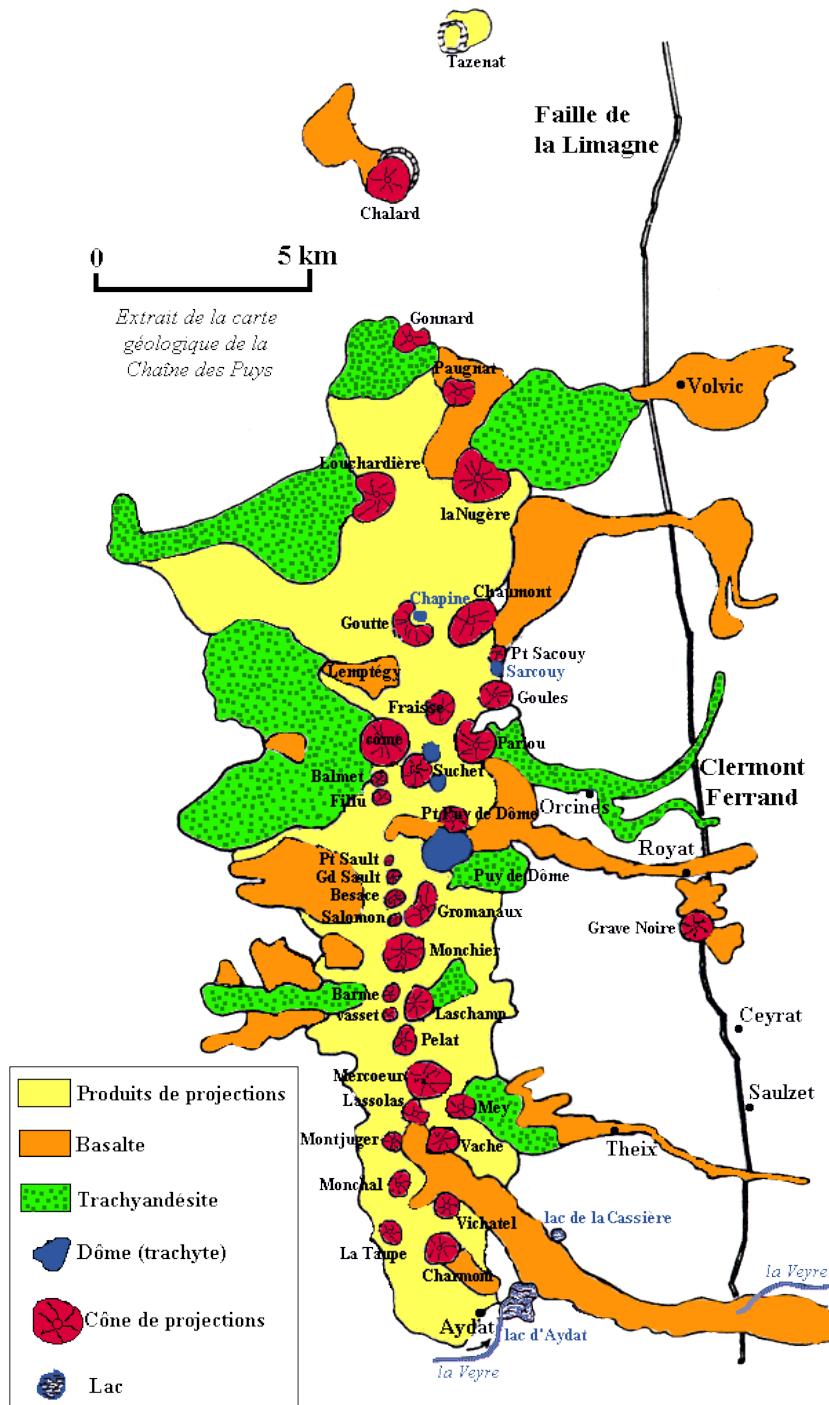 Tazenat
Faille de
la Limagne
Chalard
0 5 km
Extrait de la carte
géologique de la
Chaîne des Puys
Gonnard
Paugnat
Volvic
Louchardière
la Nugère
Chapine
Chaumont
Goutte
Pt Sacouy
Lemptégy
Sarcouy
Goules
Fraisse
côme
Pariou
Suchet
Balmet
Clermont
Ferrand
Fillu
Orcines
Pt Puy de Dôme
Royat
Pt Sault
Gd Sault
Puy de Dôme
Besace
Gromanaux
Salomon
Grave Noire
Monchier
Barme
Laschamp
vasset
Ceyrat
Pelat
Mercoeur
Produits de projections
Lassolas
Mey
Saulzet
Basalte
Montjuger
Vache
Theix
Monchal
Trachyandésite
Vichatel
lac de la Cassière
La Taupe
Dôme (trachyte)
Charmont
la Veyre
Cône de projections
Aydat
lac d'Aydat
la Veyre
Lac